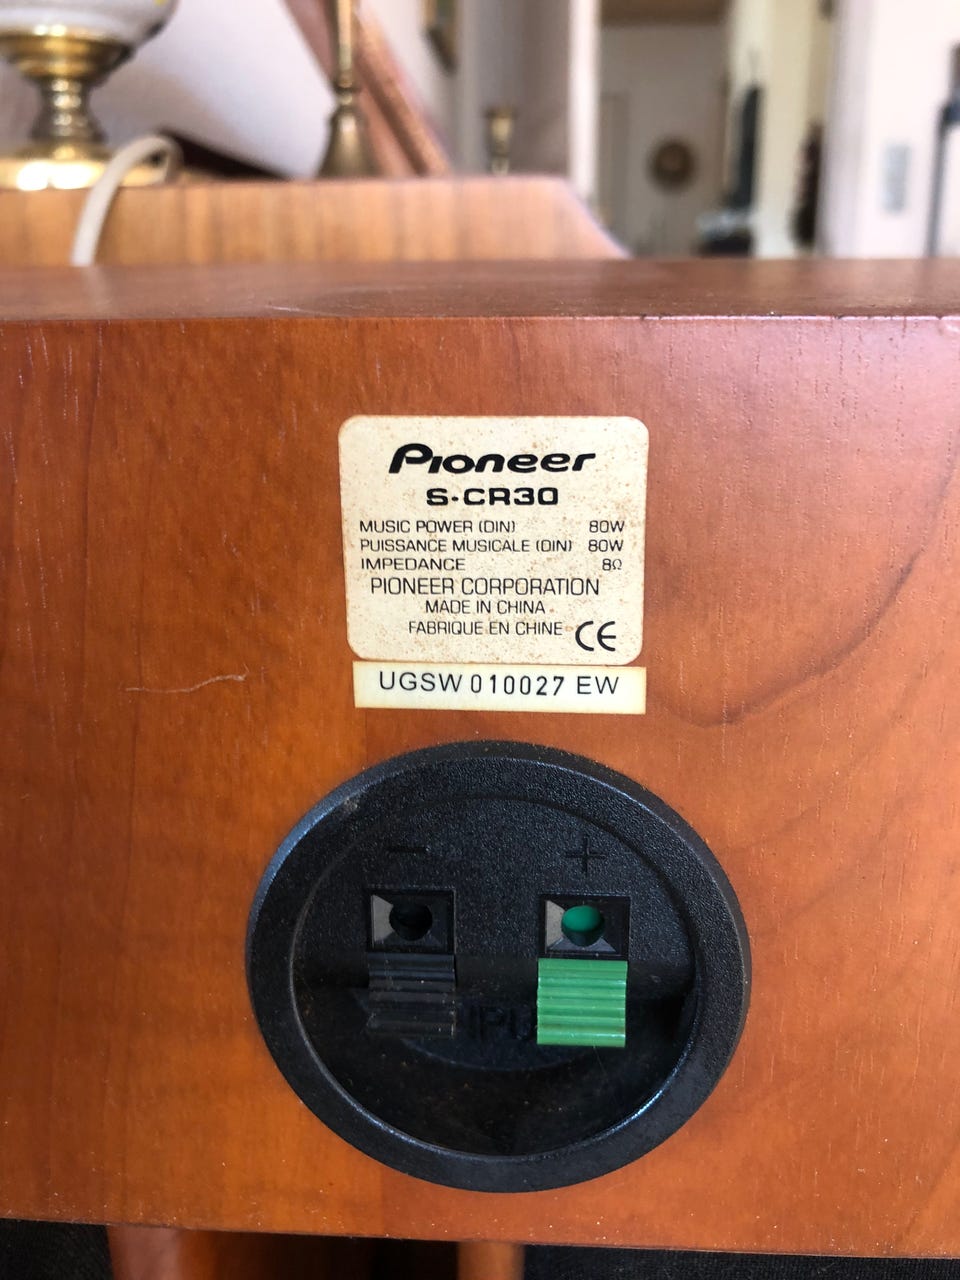 Pioneer
S-CR30
MUSIC POWER (DIN) 80W
PUISSANCE MUSICALE (DIN) 80W
IMPEDANCE 8Ω
PIONEER CORPORATION
MADE IN CHINA
FABRIQUE EN CHINE CE
UGSW 010027 EW
− +